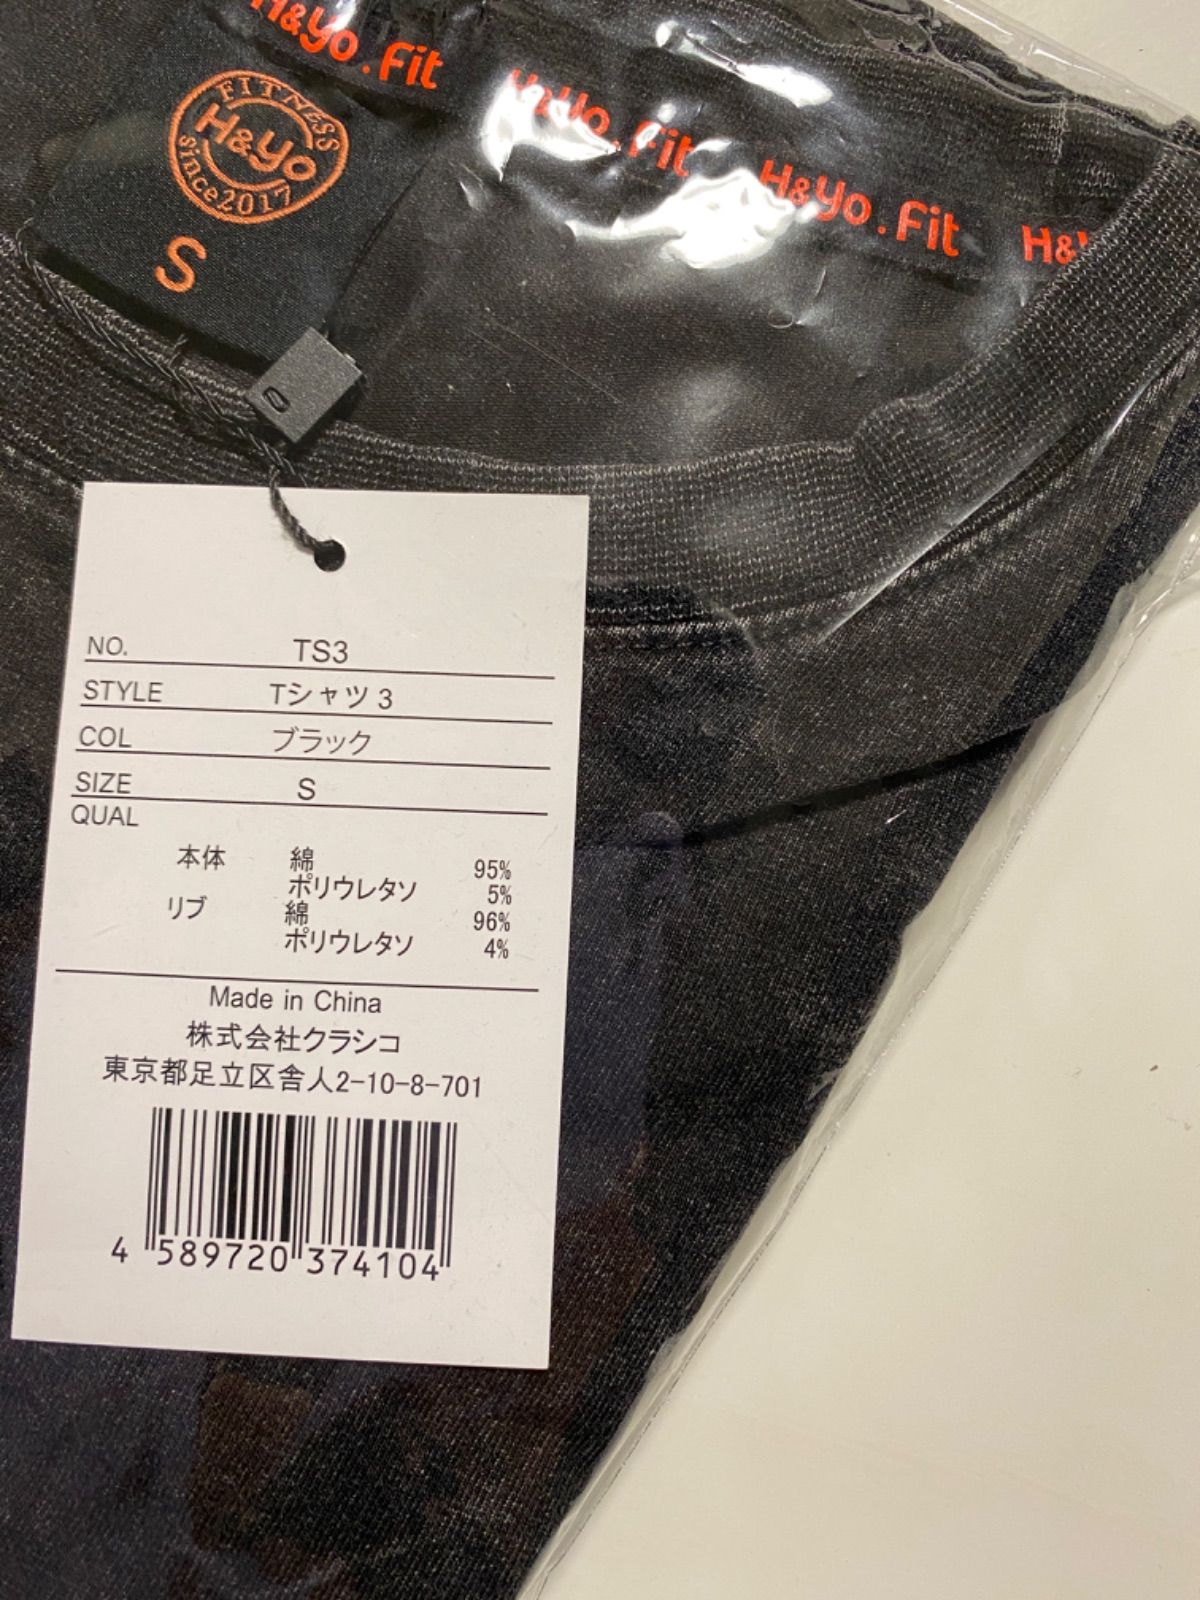 H&Yo.Fit
H&Yo.Fit
H&Yo.Fit
H&Y
FITNESS
H&Yo
Since2017
S
0
NO. TS3
STYLE Tシャツ3
COL ブラック
SIZE S
QUAL
本体 綿 95%
ポリウレタソ 5%
リブ 綿 96%
ポリウレタソ 4%
Made in China
株式会社クラシコ
東京都足立区舎人2-10-8-701
4 589720 374104